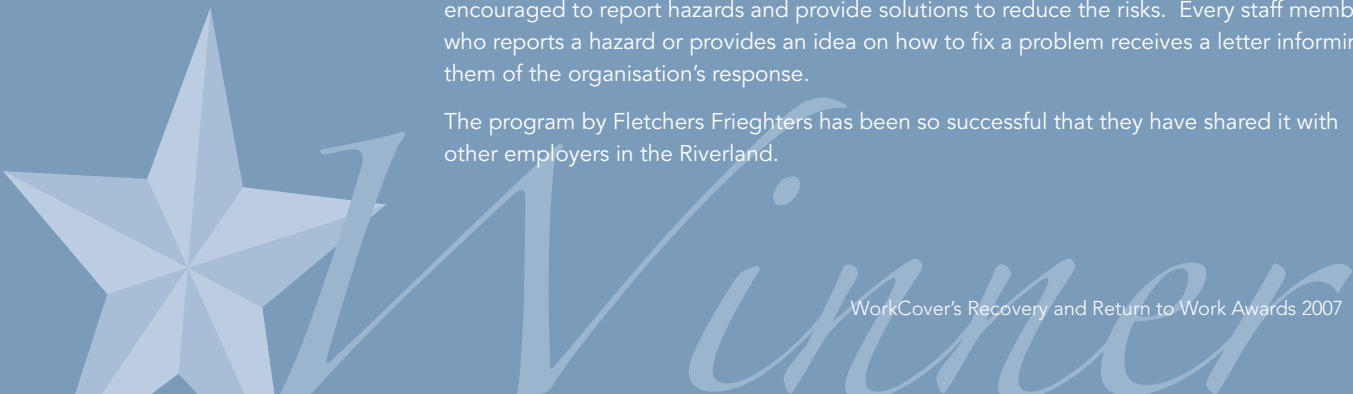 encouraged to report hazards and provide solutions to reduce the risks. Every staff memb
who reports a hazard or provides an idea on how to fix a problem receives a letter informin
them of the organisation's response.
The program by Fletchers Frieghters has been so successful that they have shared it with
other employers in the Riverland.
Winner
WorkCover's Recovery and Return to Work Awards 2007